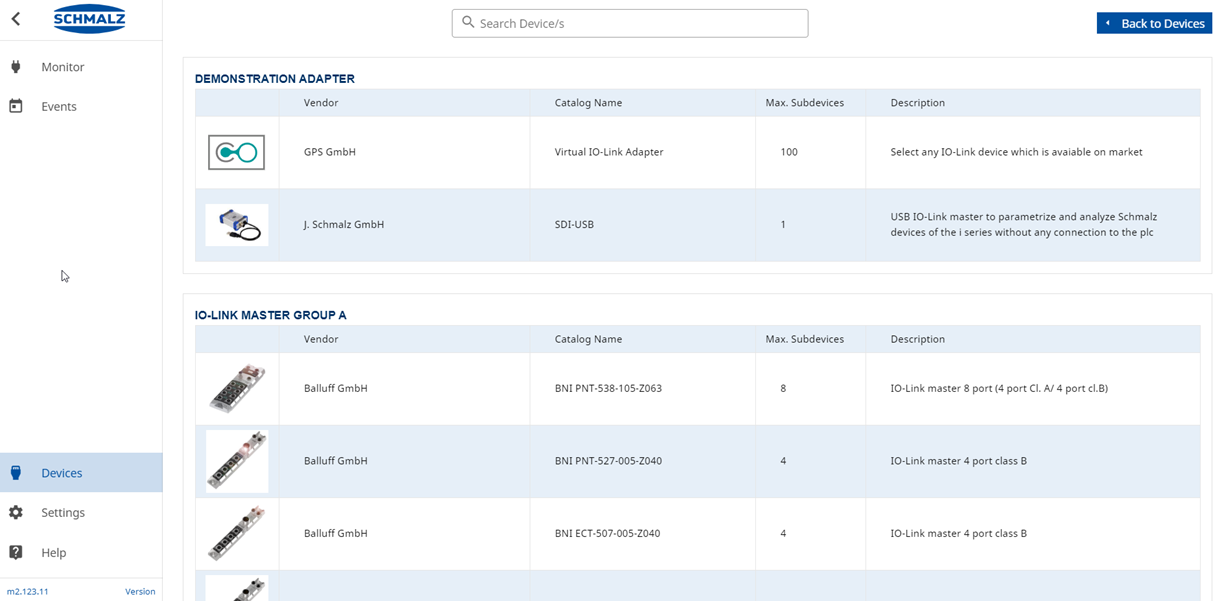 SCHMALZ
Search Device/s
Back to Devices
Monitor
Events
DEMONSTRATION ADAPTER
Vendor Catalog Name Max. Subdevices Description
GPS GmbH Virtual IO-Link Adapter 100 Select any IO-Link device which is avaiable on market
J. Schmalz GmbH SDI-USB 1 USB IO-Link master to parametrize and analyze Schmalz
devices of the i series without any connection to the plc
IO-LINK MASTER GROUP A
Vendor Catalog Name Max. Subdevices Description
Balluff GmbH BNI PNT-538-105-Z063 8 IO-Link master 8 port (4 port Cl. A/ 4 port cl.B)
Balluff GmbH BNI PNT-527-005-Z040 4 IO-Link master 4 port class B
Balluff GmbH BNI ECT-507-005-Z040 4 IO-Link master 4 port class B
Devices
Settings
Help
m2.123.11 Version